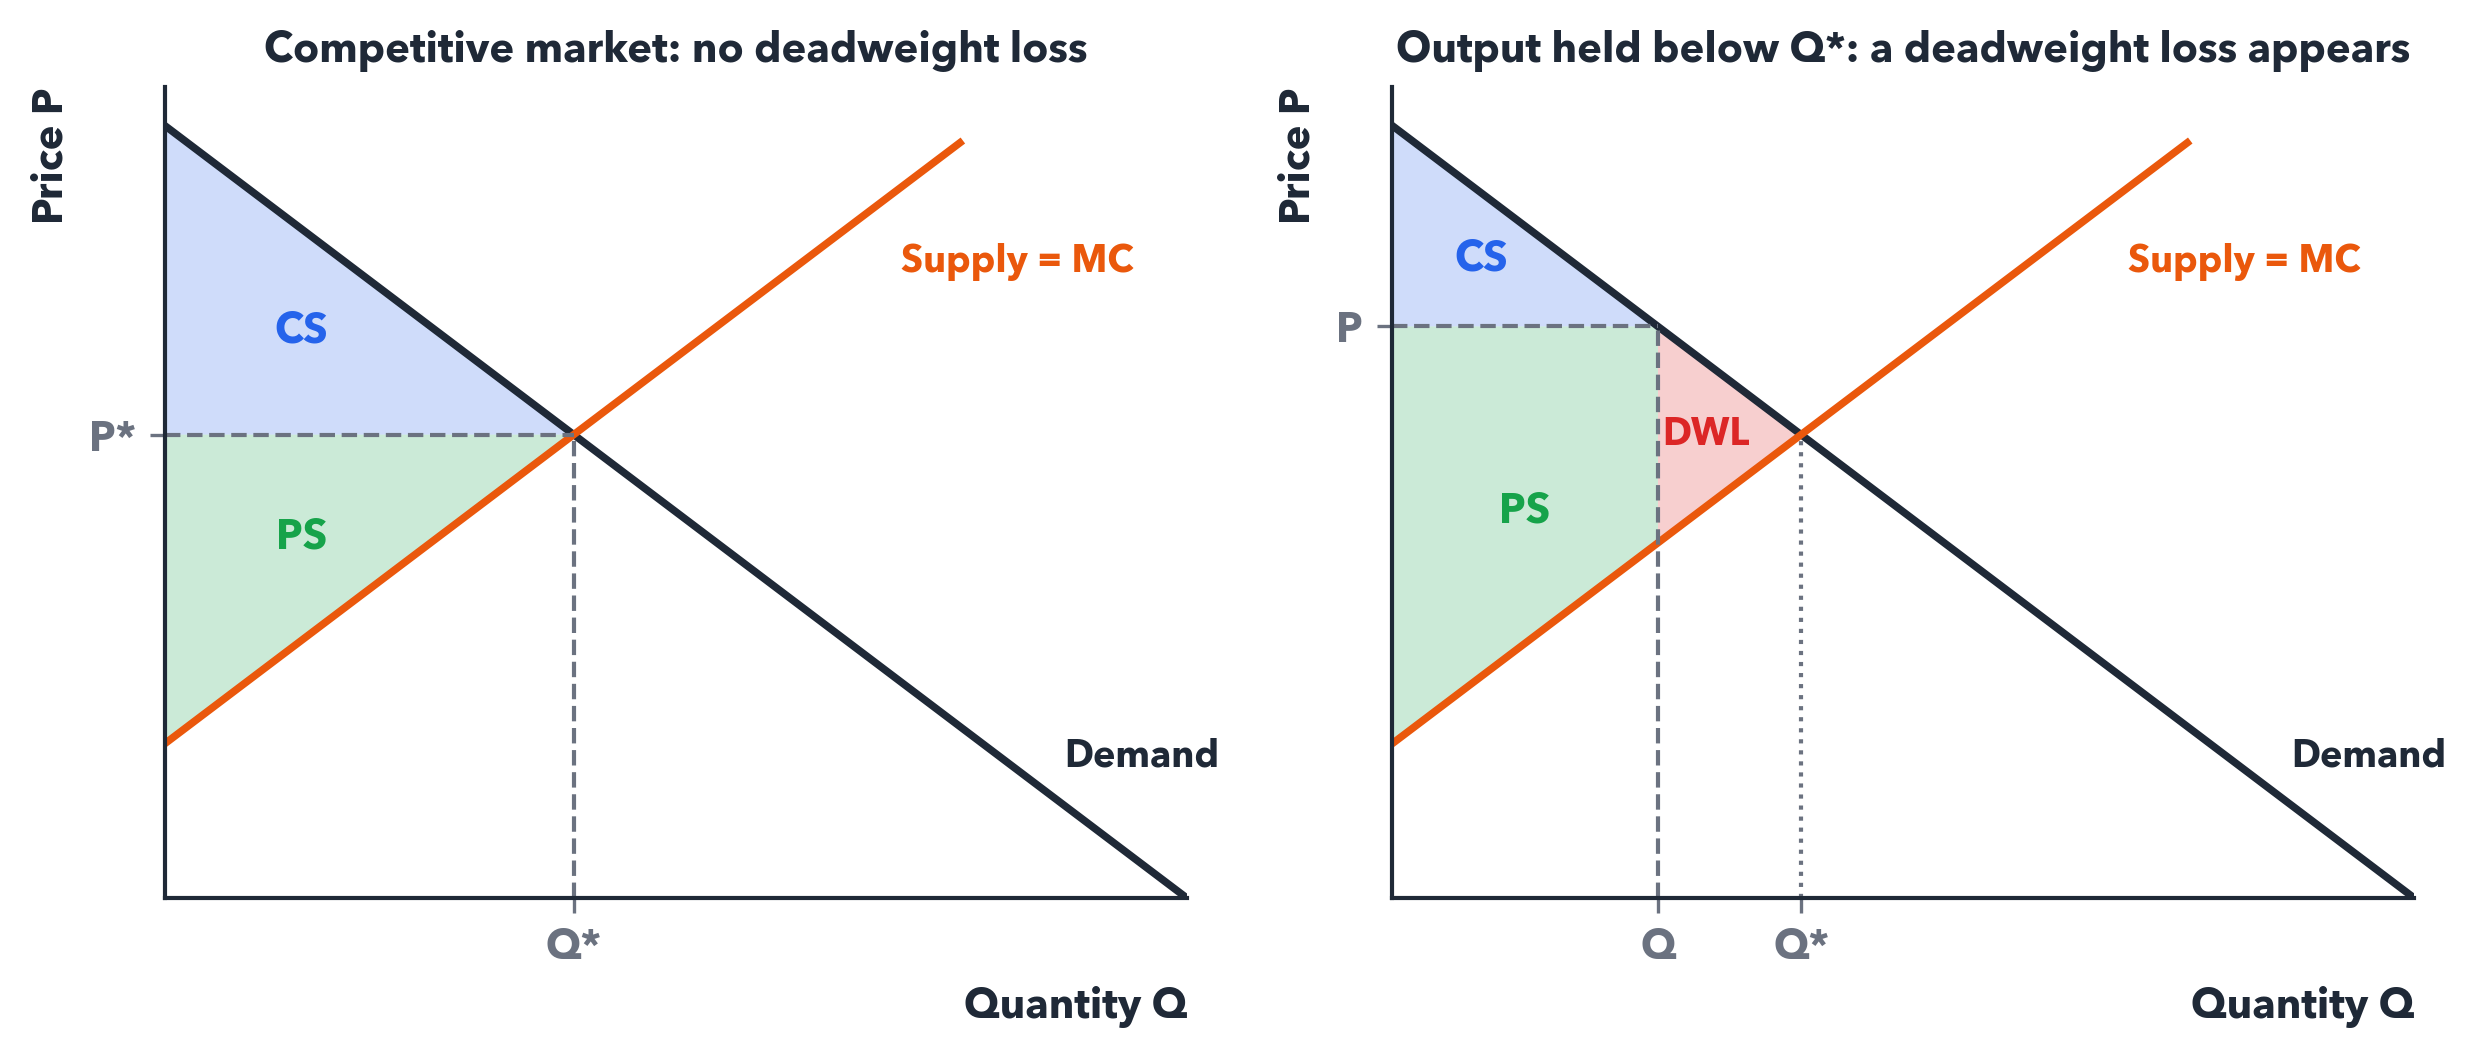 Competitive market: no deadweight loss
Price P
Supply = MC
CS
P*
PS
Demand
Q*
Quantity Q
Output held below Q*: a deadweight loss appears
Price P
CS
Supply = MC
P
DWL
PS
Demand
Q
Q*
Quantity Q